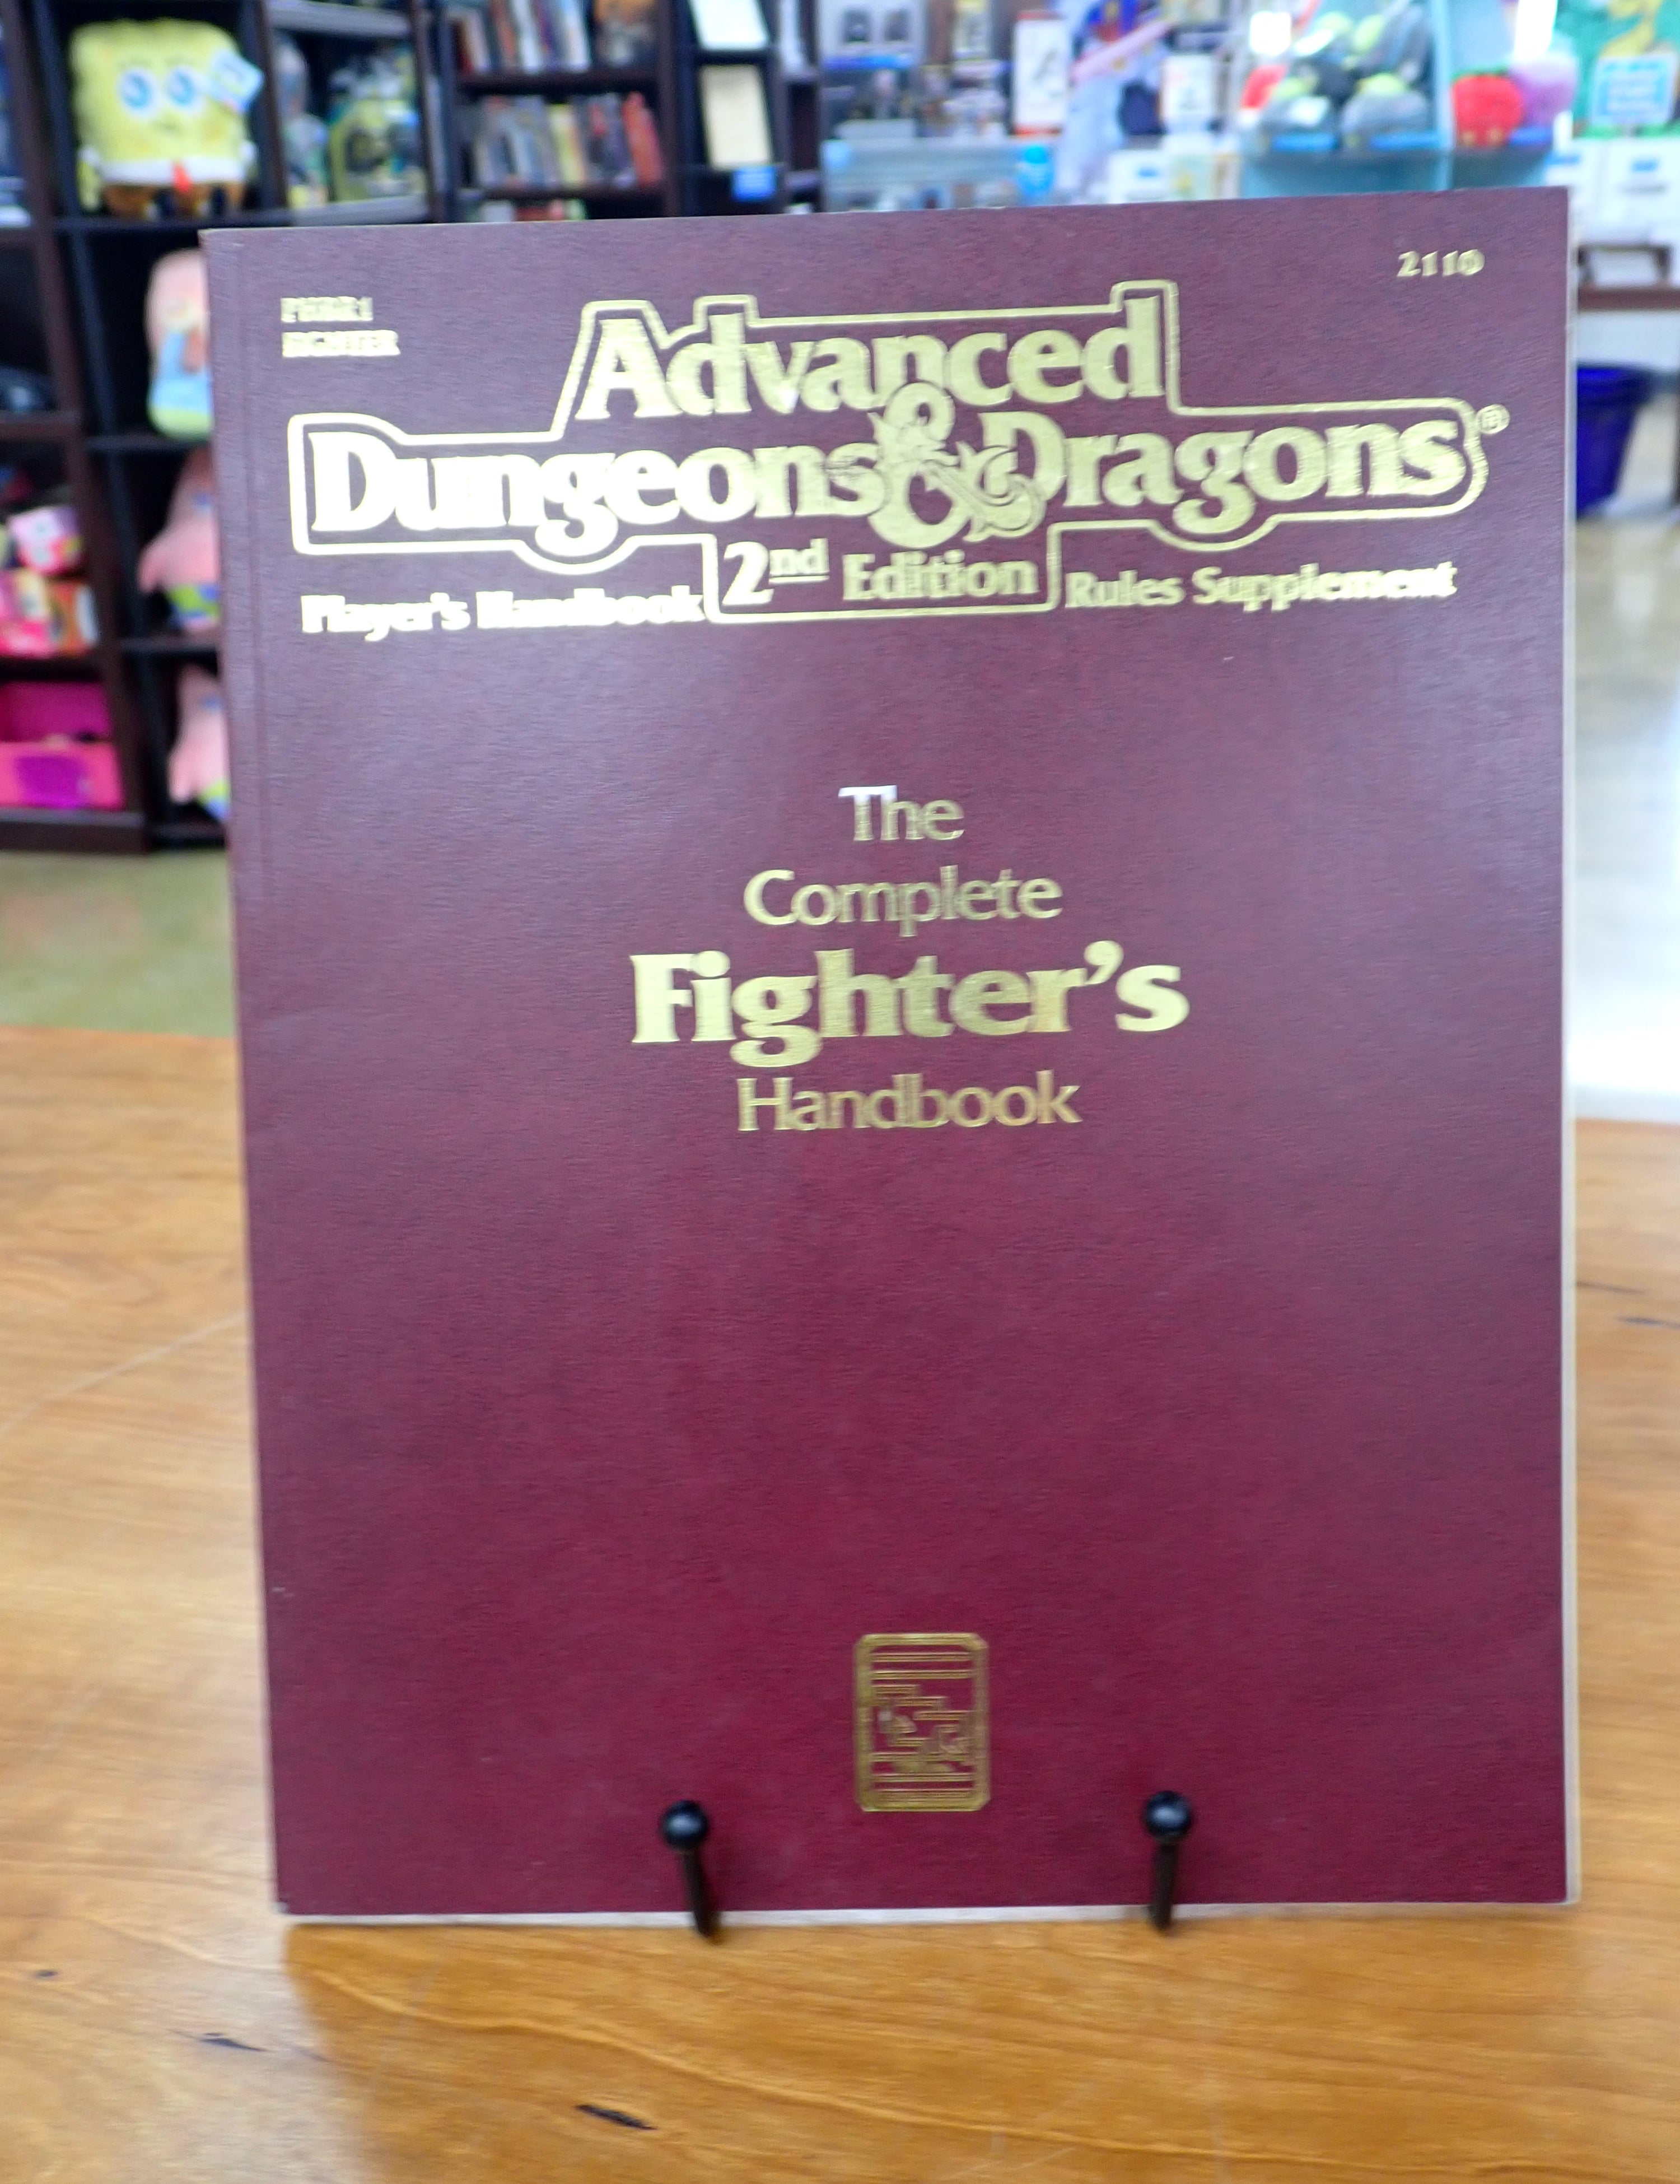 2110
PHBR1
FIGHTER
Advanced
Dungeons & Dragons®
2nd Edition
Player's Handbook Rules Supplement
The
Complete
Fighter's
Handbook